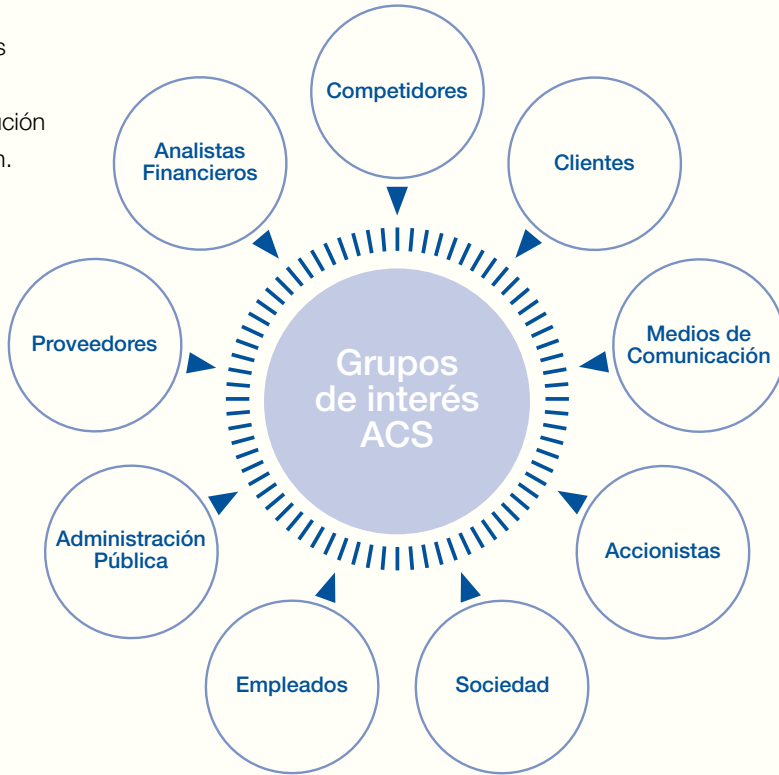 Competidores
Clientes
Medios de
Comunicación
Accionistas
Sociedad
Empleados
Administración
Pública
Proveedores
Analistas
Financieros
Grupos
de interés
ACS